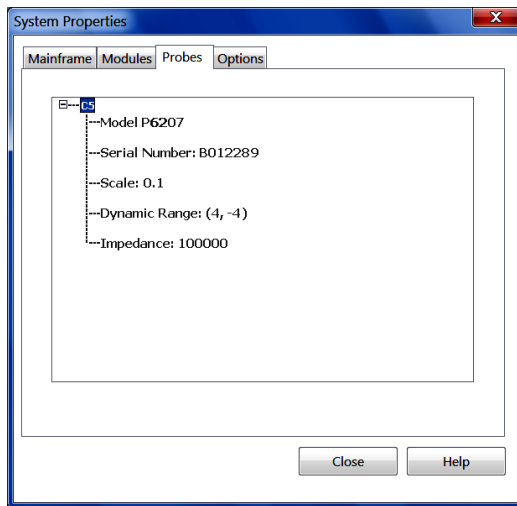 System Properties
X
Mainframe Modules Probes Options
C5
Model P6207
Serial Number: B012289
Scale: 0.1
Dynamic Range: (4, -4)
Impedance: 100000
Close Help